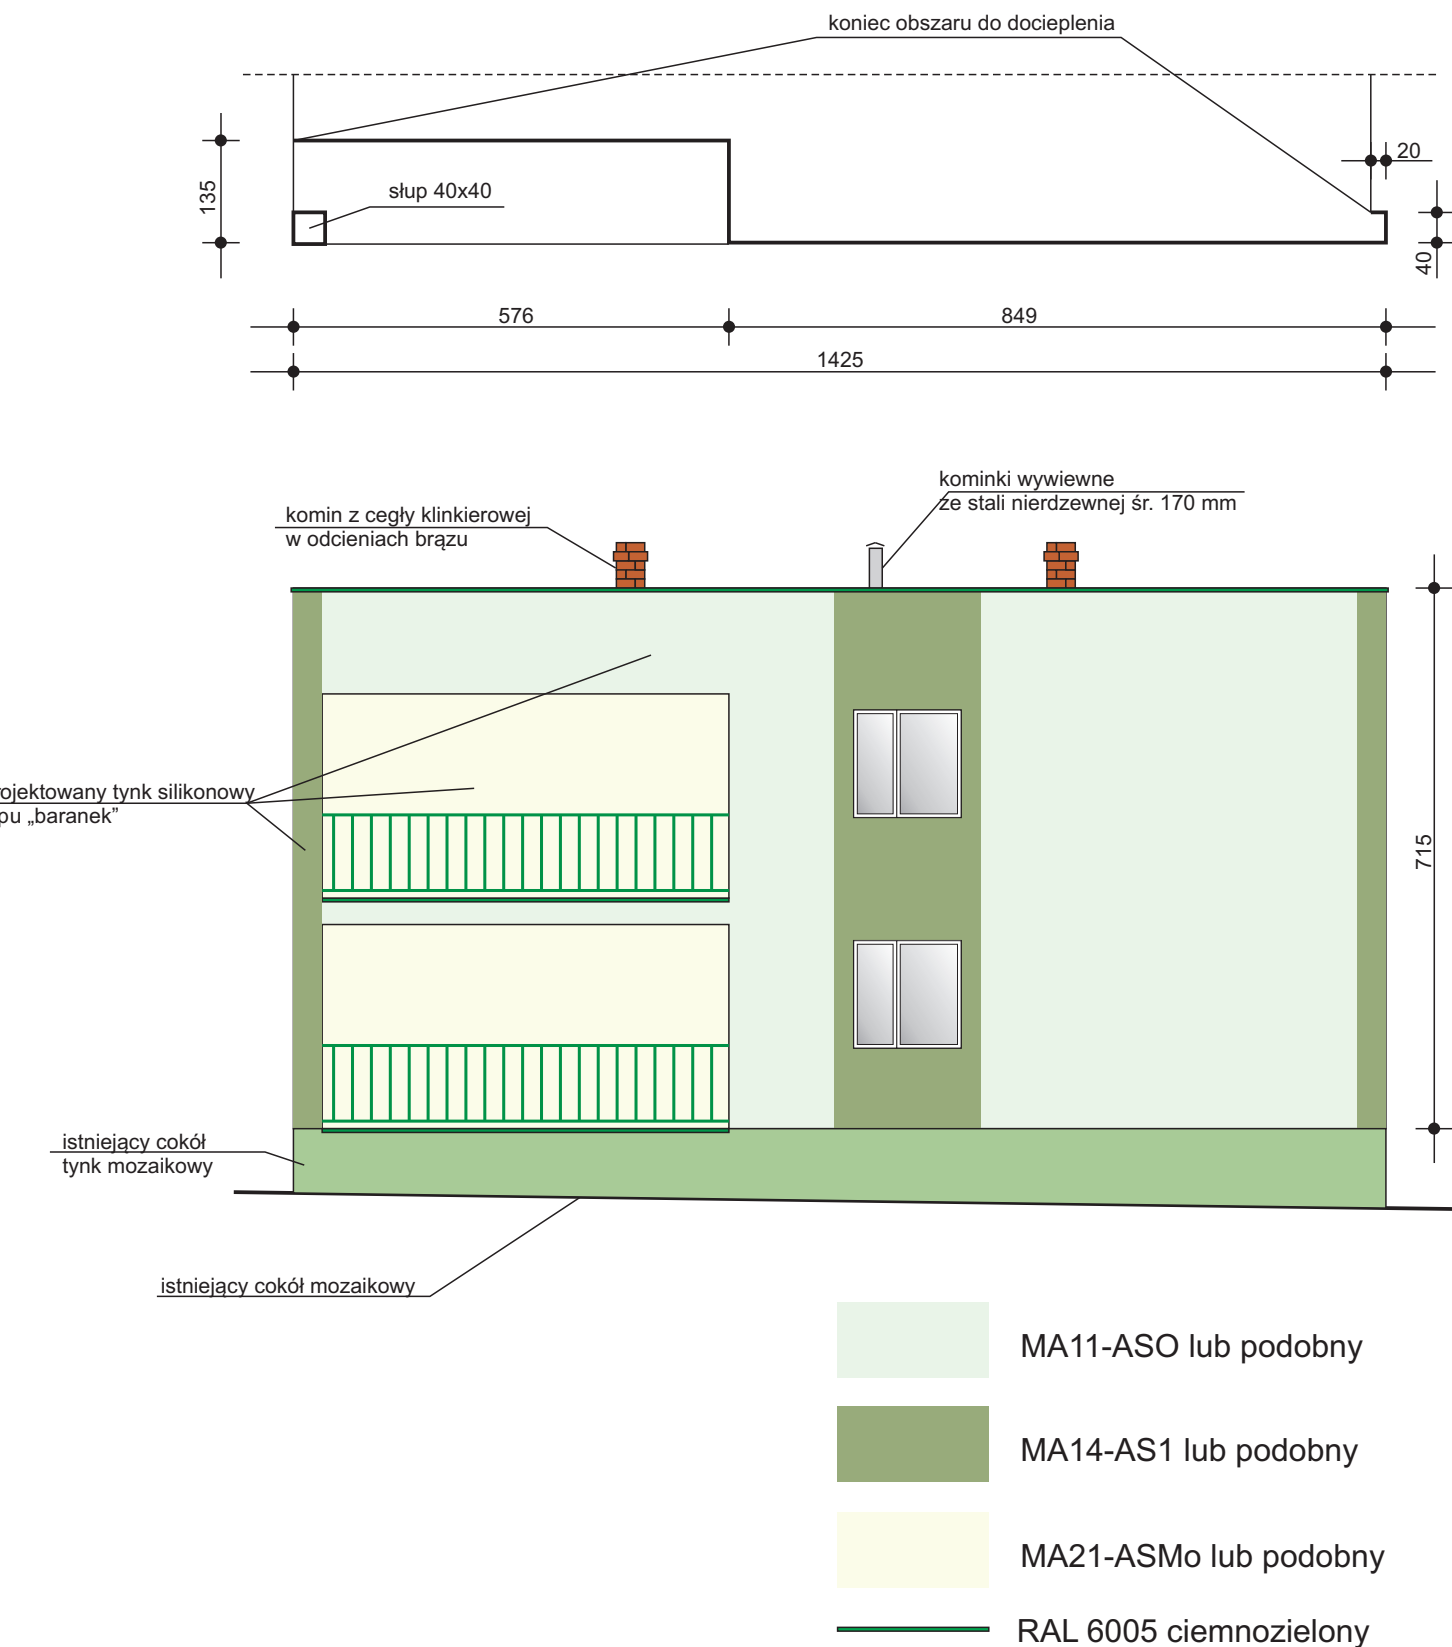 koniec obszaru do docieplenia
20
135
słup 40x40
40
576
849
1425
kominki wywiewne
ze stali nierdzewnej śr. 170 mm
komin z cegły klinkierowej
w odcieniach brązu
ojektowany tynk silikonowy
pu „baranek”
715
istniejący cokół
tynk mozaikowy
istniejący cokół mozaikowy
MA11-ASO lub podobny
MA14-AS1 lub podobny
MA21-ASMo lub podobny
RAL 6005 ciemnozielony